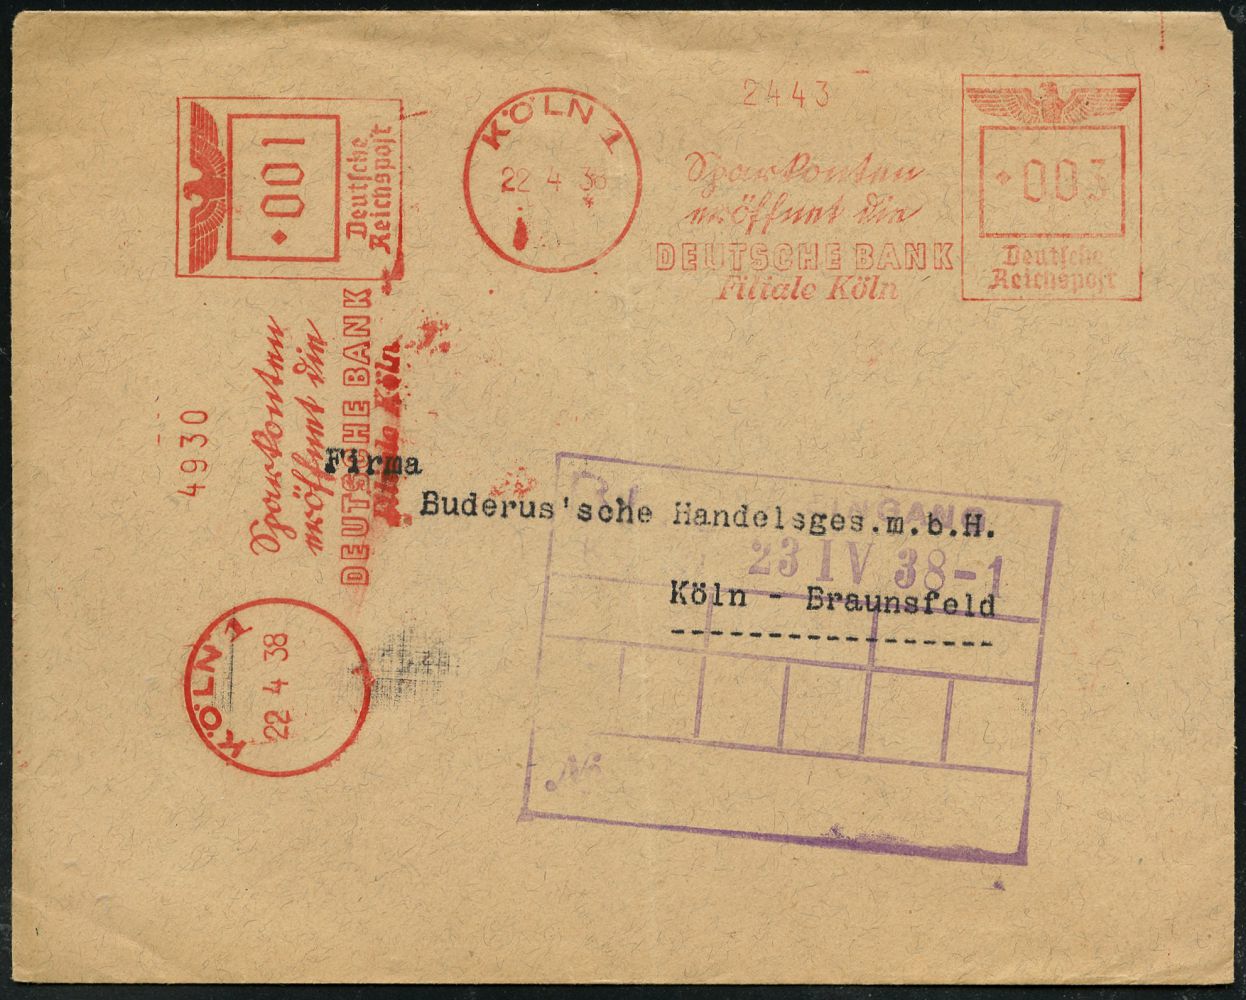 KÖLN 1
22 4 38
2443
Sparkonten
eröffnet die
DEUTSCHE BANK
Filiale Köln
003
Deutsche
Reichspost
001
Deutsche
Reichspost
4930
Sparkonten
eröffnet die
DEUTSCHE BANK
Filiale Köln
KÖLN 1
22 4 38
Firma
Buderus'sche Handelsges.m.b.H.
Köln - Braunsfeld
-----------------
EINGANG
23 IV 38-1
№